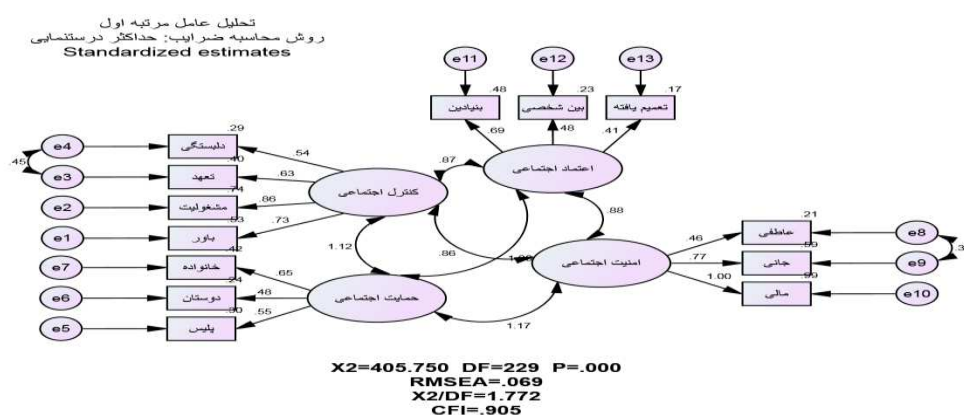 تحلیل عامل مرتبه اول
روش محاسبه ضرایب: حداکثر درستنمایی
Standardized estimates
e11 e12 e13
.48 .23 .17
بنیادین بین شخصی تعمیم یافته
.69 .48 .41
اعتماد اجتماعی
e4 .29 دلبستگی .54
.45
e3 .40 تعهد .63
e2 .74 مشغولیت .86
e1 .53 باور .73
کنترل اجتماعی
.87
.88
1.12
.86
e7 .42 خانواده .65
e6 .24 دوستان .48
e5 .30 پلیس .55
حمایت اجتماعی
1.17
امنیت اجتماعی
.46 عاطفی .21 e8
.77 جانی .59 e9
.3
1.00 مالی .99 e10
X2=405.750 DF=229 P=.000
RMSEA=.069
X2/DF=1.772
CFI=.905